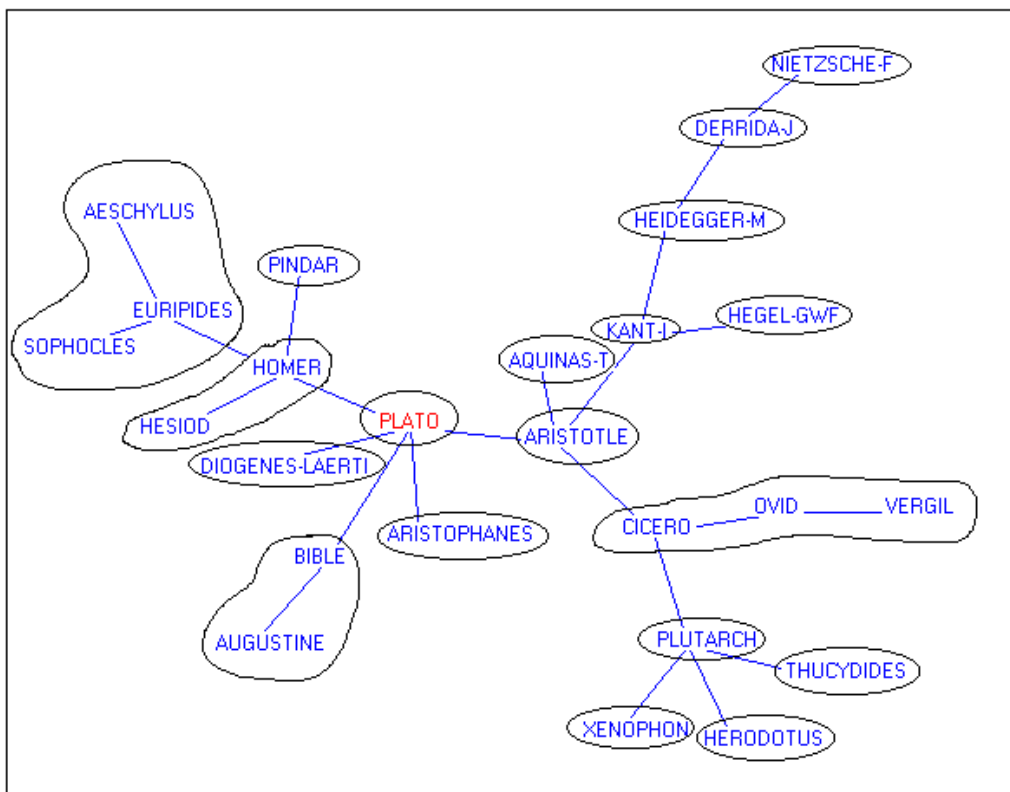 NIETZSCHE-F
DERRIDA-J
AESCHYLUS
HEIDEGGER-M
PINDAR
EURIPIDES
HEGEL-GWF
KANT-I
SOPHOCLES
AQUINAS-T
HOMER
PLATO
HESIOD
ARISTOTLE
DIOGENES-LAERTI
OVID
VERGIL
CICERO
ARISTOPHANES
BIBLE
AUGUSTINE
PLUTARCH
THUCYDIDES
XENOPHON
HERODOTUS